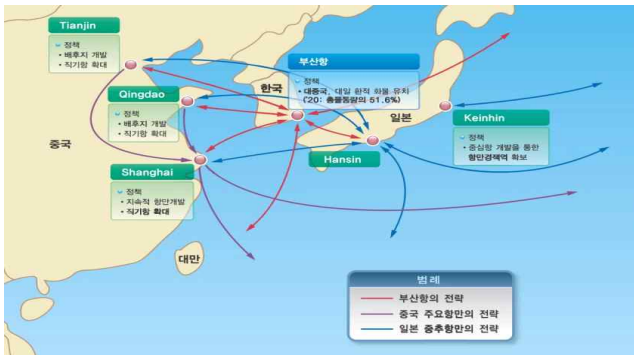 Tianjin
정책
• 배후지 개발
• 직기항 확대
Qingdao
정책
• 배후지 개발
• 직기항 확대
중국
Shanghai
정책
• 지속적 항만개발
• 직기항 확대
대만
한국
부산항
정책
• 대중국, 대일 환적 화물 유치
('20: 총물동량의 51.6%)
일본
Hansin
Keinhin
정책
• 중심항 개발을 통한
항만경쟁력 확보
범례
부산항의 전략
중국 주요항만의 전략
일본 중추항만의 전략